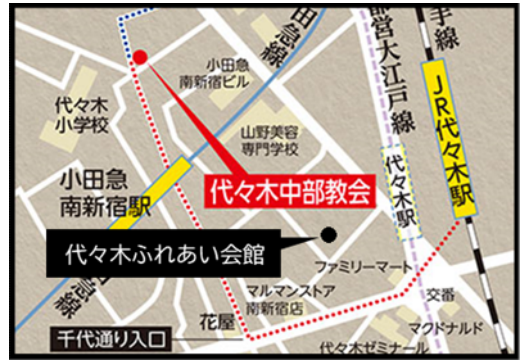 小田急線
都営大江戸線
山手線
小田急
南新宿ビル
代々木
小学校
山野美容
専門学校
JR代々木駅
代々木駅
小田急
南新宿駅
代々木中部教会
代々木ふれあい会館
ファミリーマート
マルマンストア
南新宿店
交番
小田急線
花屋
マクドナルド
千代通り入口
代々木ゼミナール